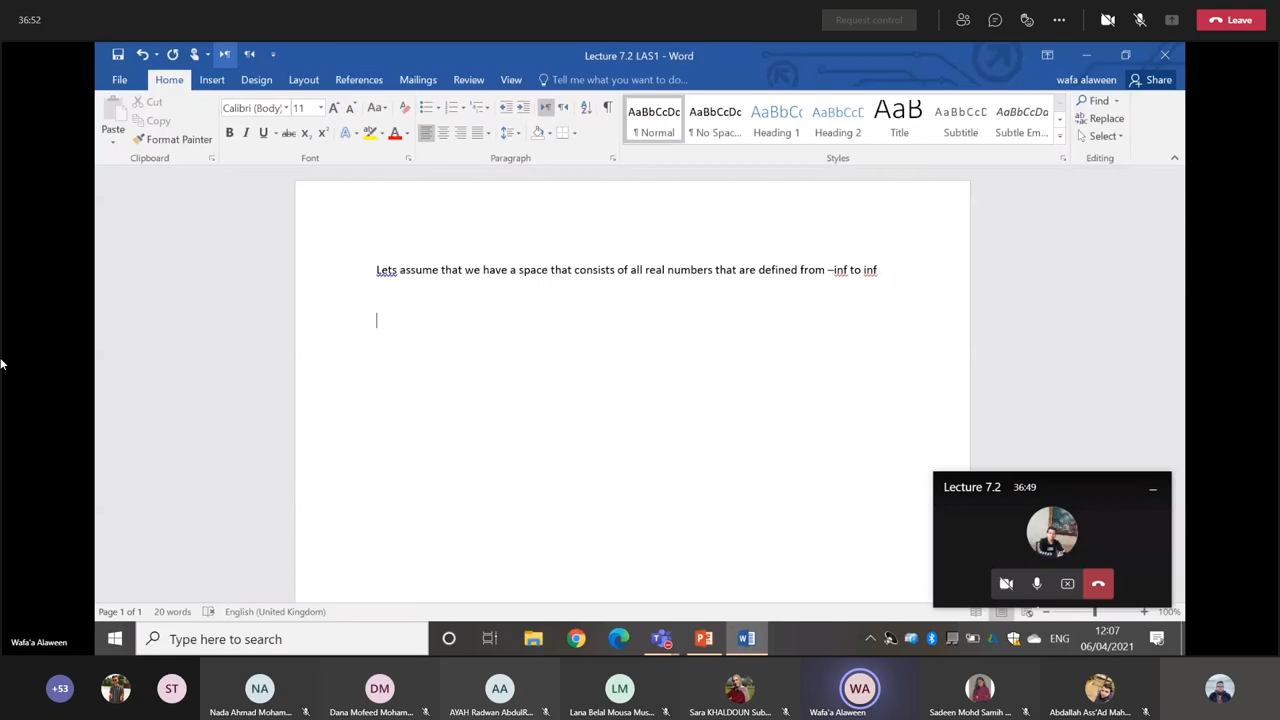 36:52
Request control
Leave
Lecture 7.2 LAS1 - Word
File Home Insert Design Layout References Mailings Review View Tell me what you want to do...
wafa alaween Share
Paste
Cut
Copy
Format Painter
Clipboard
Calibri (Body) 11
Font
Paragraph
AaBbCcDc ¶ Normal
AaBbCcDc ¶ No Spac...
AaBbCc Heading 1
AaBbCcD Heading 2
AaB Title
AaBbCcD Subtitle
AaBbCcDc Subtle Em...
Styles
Find
Replace
Select
Editing
Lets assume that we have a space that consists of all real numbers that are defined from –inf to inf
Lecture 7.2 36:49
Page 1 of 1 20 words English (United Kingdom)
100%
Wafa'a Alaween
Type here to search
ENG
12:07
06/04/2021
+53
ST
NA
DM
AA
LM
WA
Nada Ahmad Moham...
Dana Mofeed Moham...
AYAH Radwan AbdulR...
Lana Belal Mousa Mus...
Sara KHALDOUN Sub...
Wafa'a Alaween
Sadeen Mohd Samih ...
Abdallah Ass'Ad Mah...